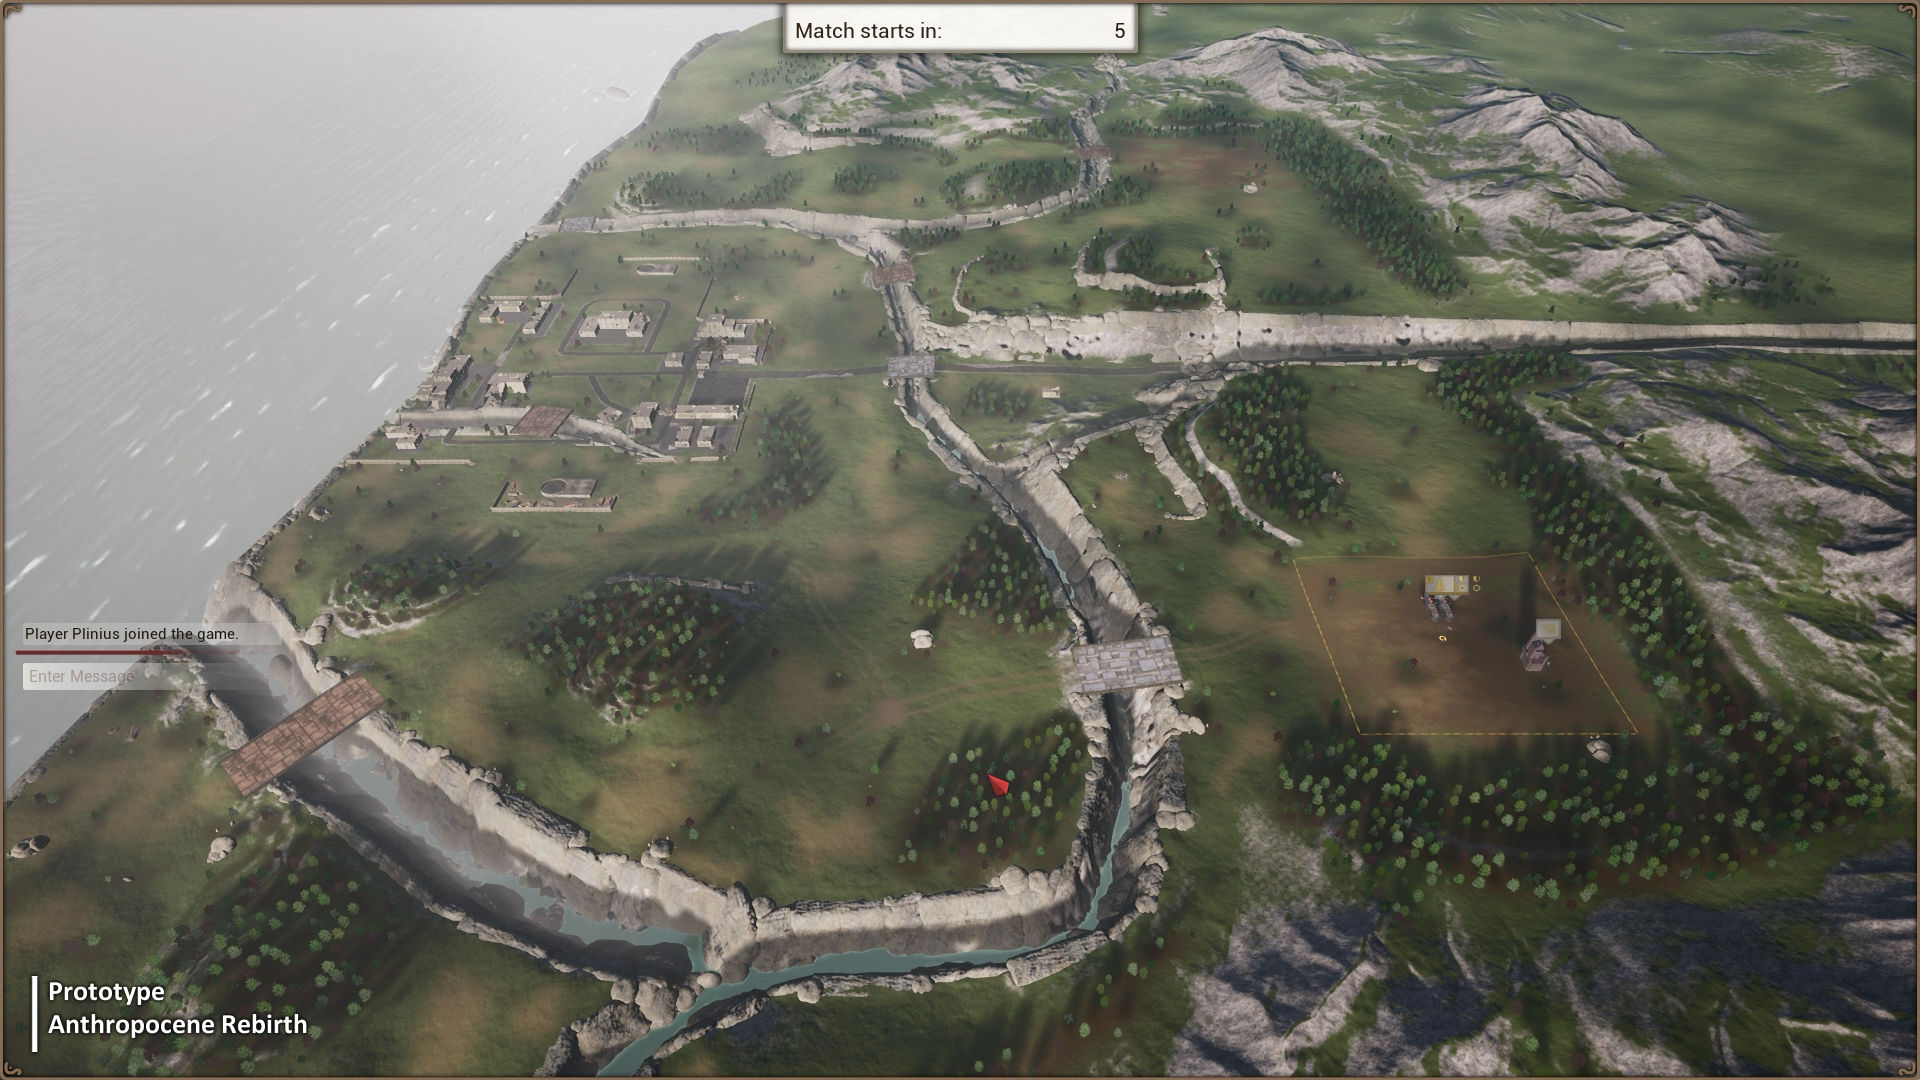 Match starts in: 5
Player Plinius joined the game.
Enter Message
Prototype
Anthropocene Rebirth